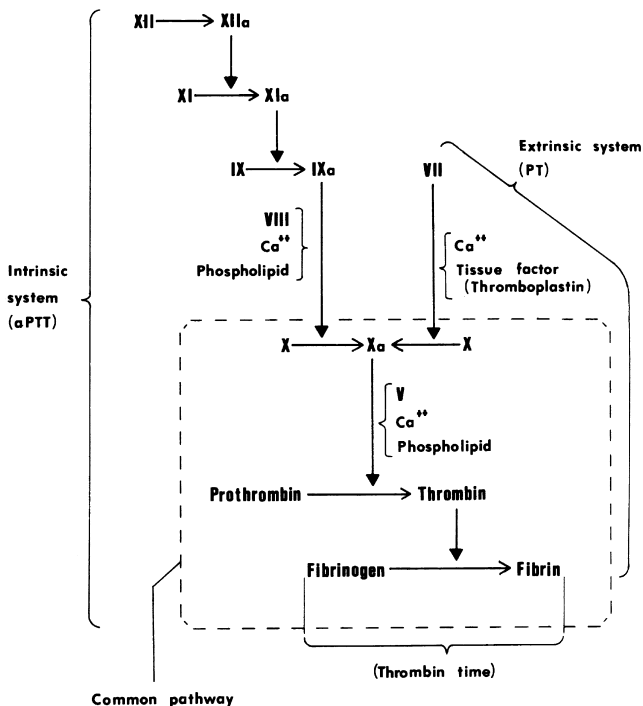 XII XIIa
XI XIa
Extrinsic system
(PT)
IX IXa VII
VIII
Ca⁺⁺
Phospholipid
Ca⁺⁺
Tissue factor
(Thromboplastin)
Intrinsic
system
(aPTT)
X Xa X
V
Ca⁺⁺
Phospholipid
Prothrombin Thrombin
Fibrinogen Fibrin
(Thrombin time)
Common pathway